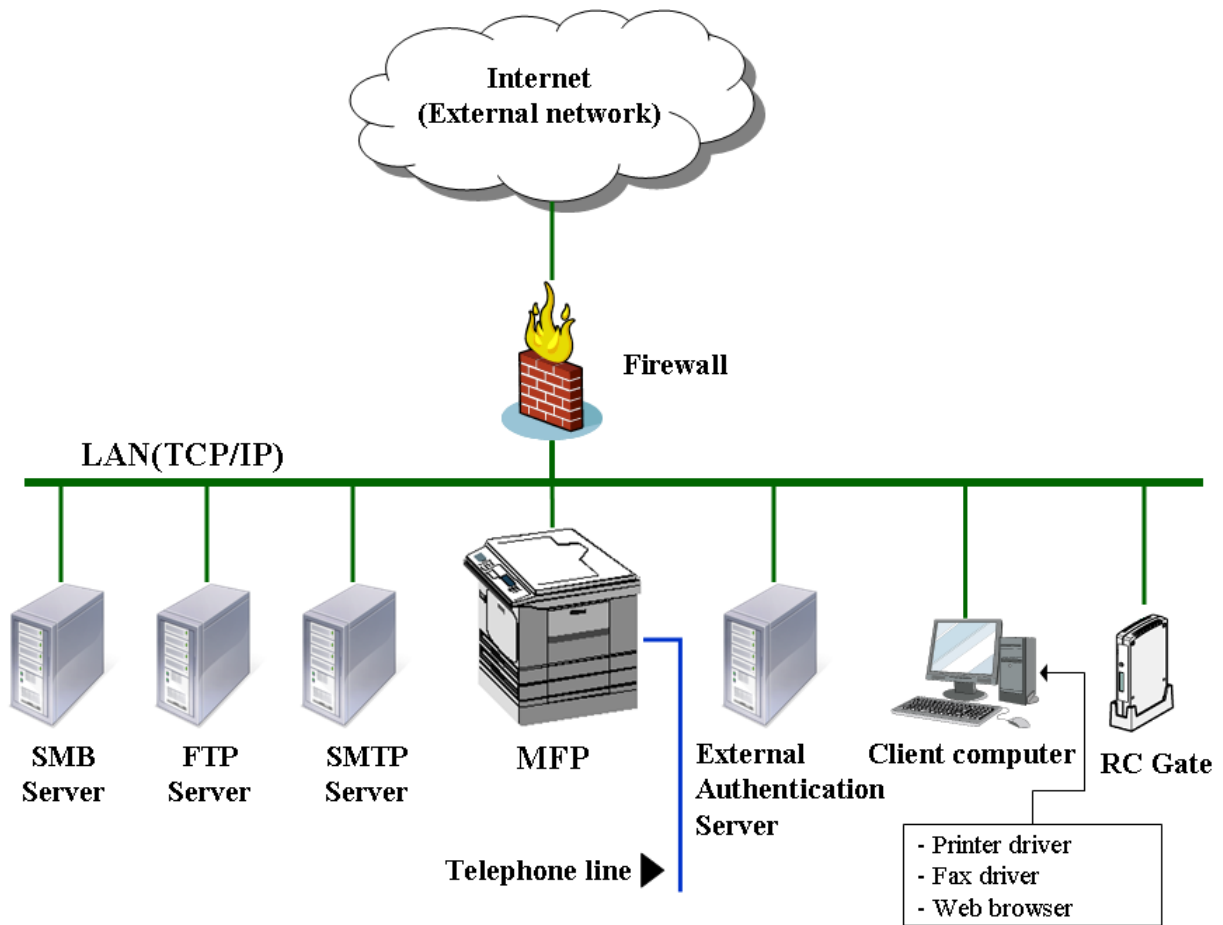 Internet
(External network)
Firewall
LAN(TCP/IP)
SMB
Server
FTP
Server
SMTP
Server
MFP
External
Authentication
Server
Client computer
RC Gate
Telephone line
- Printer driver
- Fax driver
- Web browser